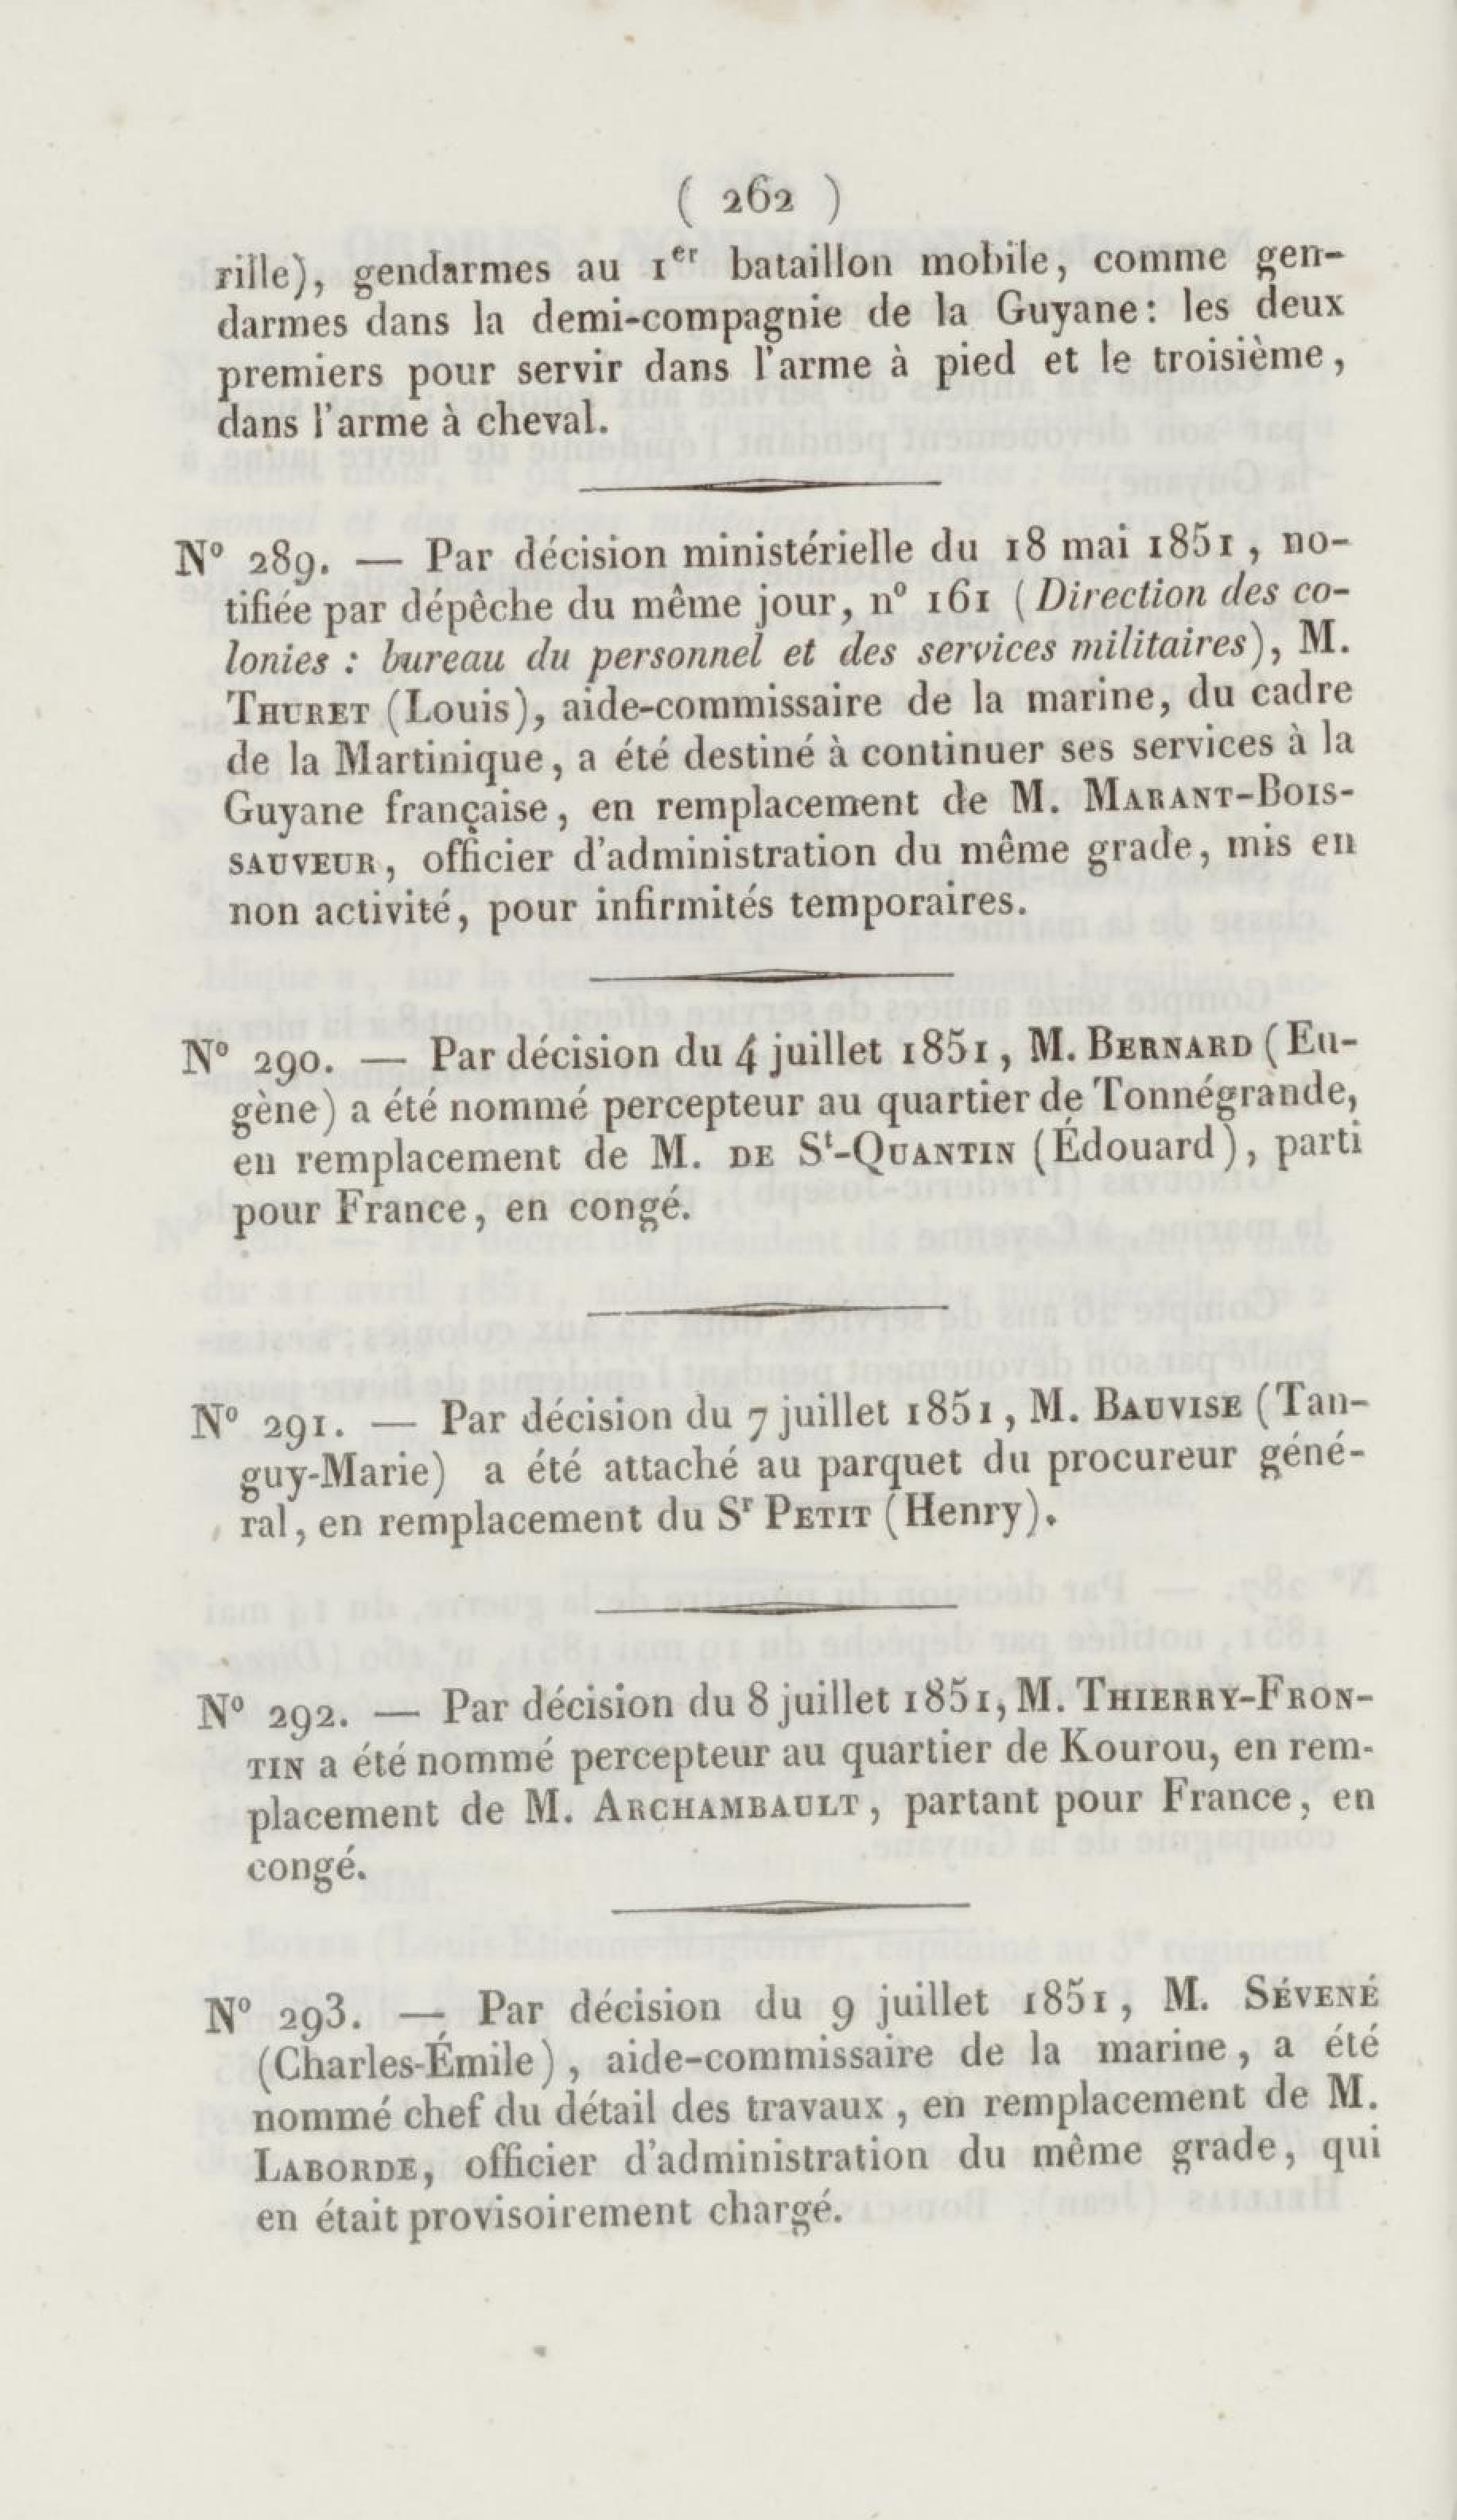 ( 262 )
rille), gendarmes au 1er bataillon mobile, comme gen-
darmes dans la demi-compagnie de la Guyane: les deux
premiers pour servir dans l'arme à pied et le troisième,
dans l'arme à cheval.
N° 289. — Par décision ministérielle du 18 mai 1851, no-
tifiée par dépêche du même jour, n° 161 (Direction des co-
lonies : bureau du personnel et des services militaires), M.
THURET (Louis), aide-commissaire de la marine, du cadre
de la Martinique, a été destiné à continuer ses services à la
Guyane française, en remplacement de M. MARANT-BOIS-
SAUVEUR, officier d'administration du même grade, mis en
non activité, pour infirmités temporaires.
N° 290. — Par décision du 4 juillet 1851, M. BERNARD (Eu-
gène) a été nommé percepteur au quartier de Tonnégrande,
en remplacement de M. DE St-QUANTIN (Édouard), parti
pour France, en congé.
N° 291. — Par décision du 7 juillet 1851, M. BAUVISE (Tan-
guy-Marie) a été attaché au parquet du procureur géné-
ral, en remplacement du Sr PETIT (Henry).
N° 292. — Par décision du 8 juillet 1851, M. THIERRY-FRON-
TIN a été nommé percepteur au quartier de Kourou, en rem-
placement de M. ARCHAMBAULT, partant pour France, en
congé.
N° 293. — Par décision du 9 juillet 1851, M. SÉVENÉ
(Charles-Émile), aide-commissaire de la marine, a été
nommé chef du détail des travaux, en remplacement de M.
LABORDE, officier d'administration du même grade, qui
en était provisoirement chargé.